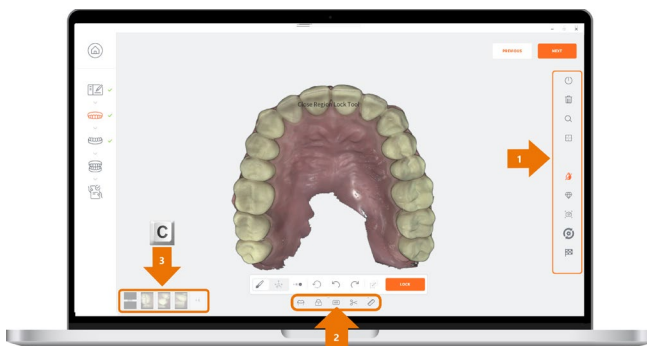 PREVIOUS
NEXT
Close Region Lock Tool
1
C
3
LOCK
2